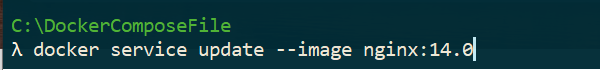 C:\DockerComposeFile
λ docker service update --image nginx:14.0